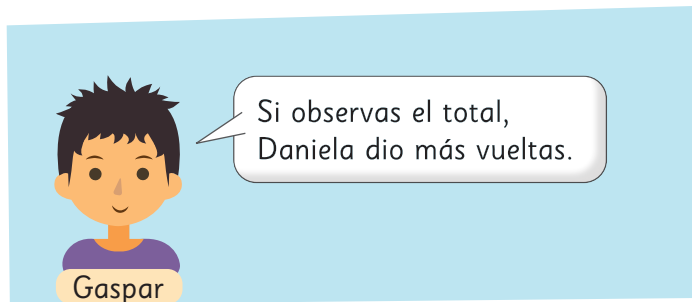 Si observas el total,
Daniela dio más vueltas.
Gaspar